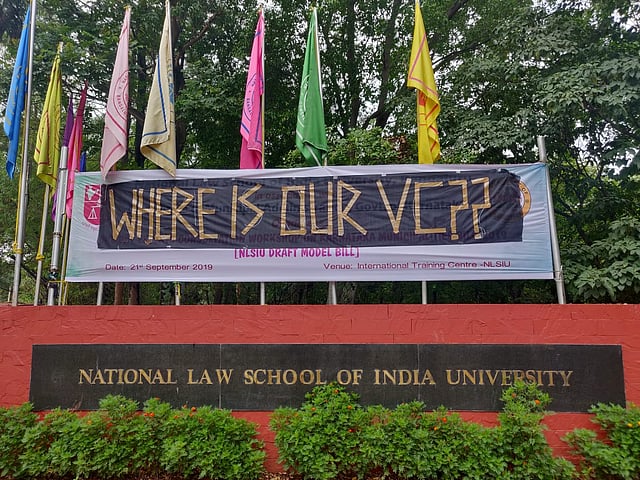 WHERE IS OUR VC??
[NLSIU DRAFT MODEL BILL]
Date: 21st September 2019 Venue: International Training Centre -NLSIU
NATIONAL LAW SCHOOL OF INDIA UNIVERSITY